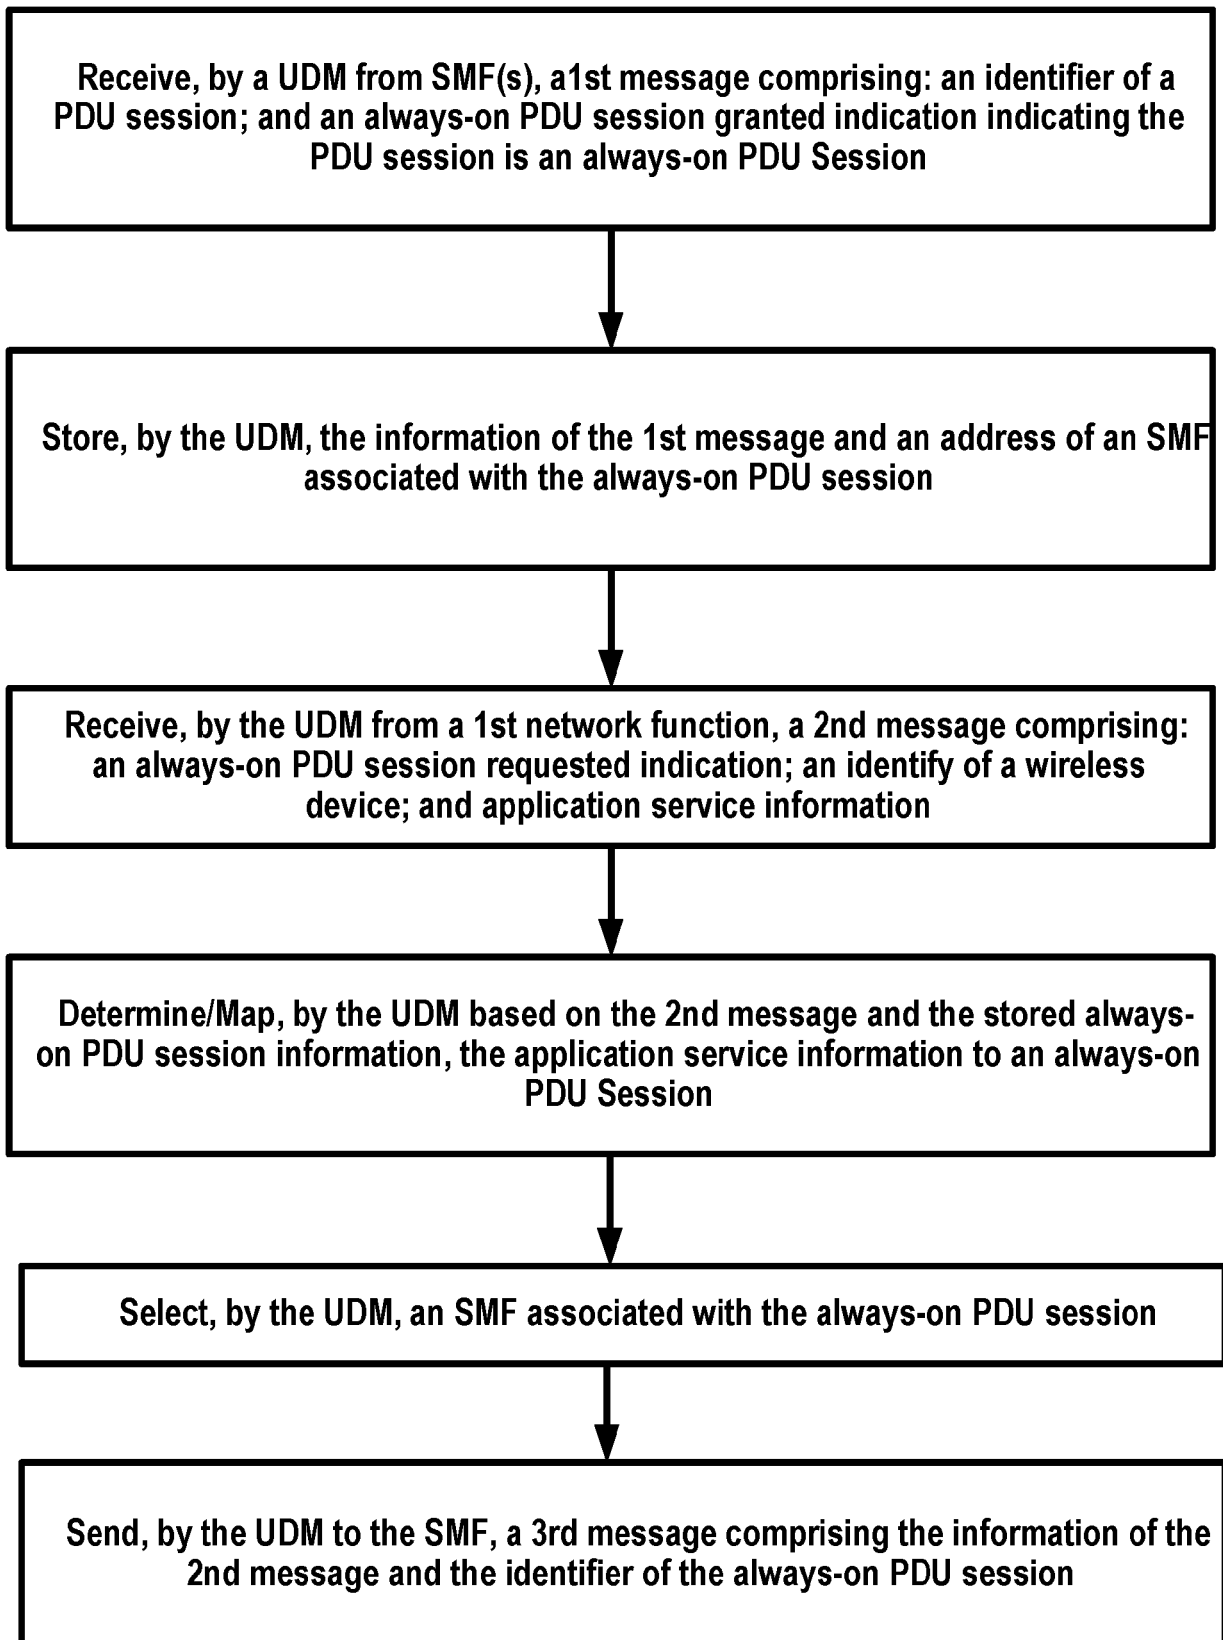 Receive, by a UDM from SMF(s), a1st message comprising: an identifier of a
PDU session; and an always-on PDU session granted indication indicating the
PDU session is an always-on PDU Session
Store, by the UDM, the information of the 1st message and an address of an SMF
associated with the always-on PDU session
Receive, by the UDM from a 1st network function, a 2nd message comprising:
an always-on PDU session requested indication; an identify of a wireless
device; and application service information
Determine/Map, by the UDM based on the 2nd message and the stored always-
on PDU session information, the application service information to an always-on
PDU Session
Select, by the UDM, an SMF associated with the always-on PDU session
Send, by the UDM to the SMF, a 3rd message comprising the information of the
2nd message and the identifier of the always-on PDU session